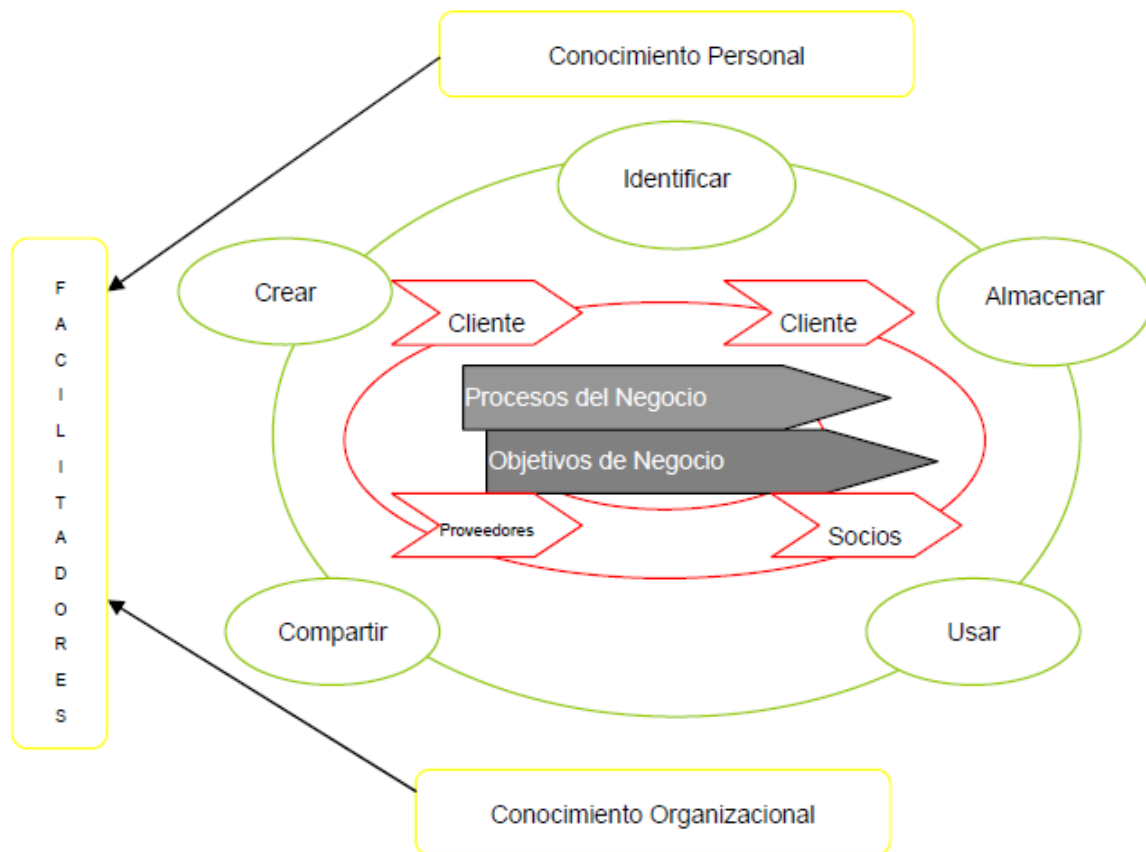 Conocimiento Personal
Identificar
Crear
Almacenar
Cliente
Cliente
Procesos del Negocio
Objetivos de Negocio
Proveedores
Socios
Compartir
Usar
Conocimiento Organizacional
F
A
C
I
L
I
T
A
D
O
R
E
S